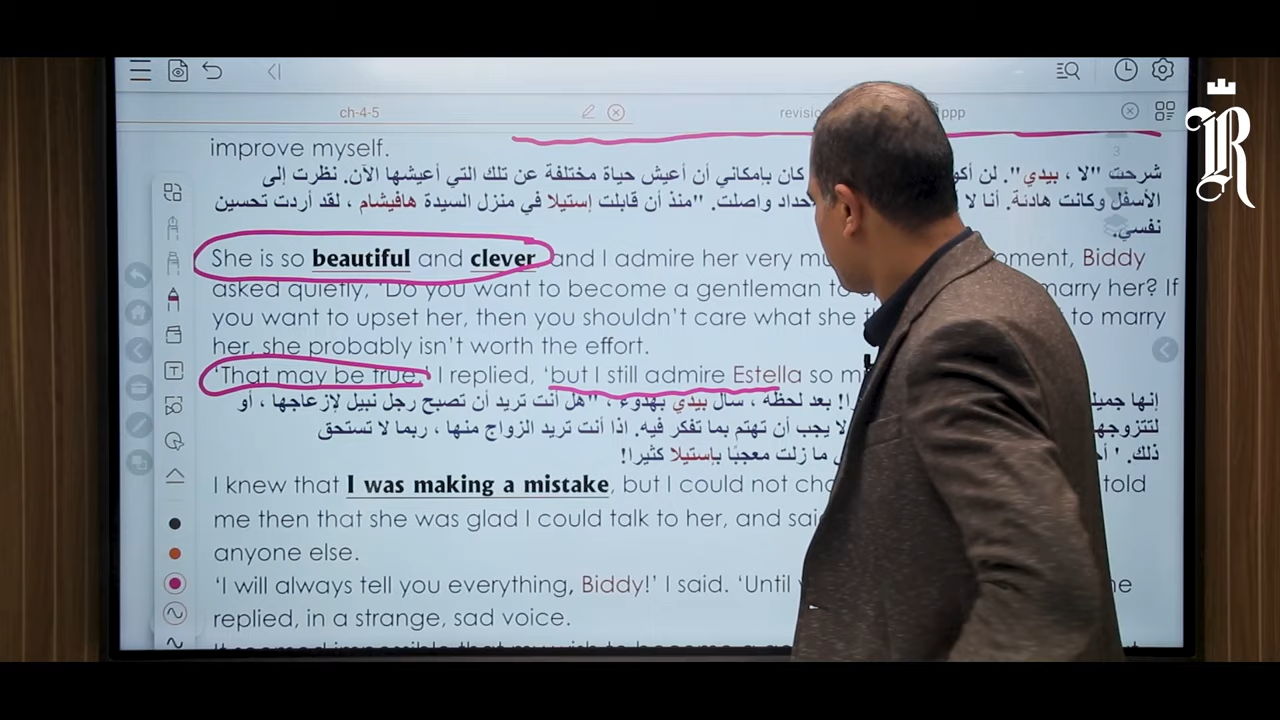 ch-4-5
revision
ppp
3
improve myself.
شرحت "لا ، بيدي". لن أكو كان بإمكاني أن أعيش حياة مختلفة عن تلك التي أعيشها الآن. نظرت إلى
الأسفل وكانت هادئة. أنا لا حداد واصلت. "منذ أن قابلت إستيلا في منزل السيدة هافيشام ، لقد أردت تحسين
نفسي.
She is so beautiful and clever and I admire her very mu oment, Biddy
asked quietly, 'Do you want to become a gentleman to marry her? If
you want to upset her, then you shouldn't care what she to marry
her, she probably isn't worth the effort.
'That may be true,' I replied, 'but I still admire Estella so m
إنها جميل را! بعد لحظة ، سأل بيدي بهدوء ، "هل أنت تريد أن تصبح رجل نبيل لإزعاجها ، أو
لتتزوجه لا يجب أن تهتم بما تفكر فيه. اذا أنت تريد الزواج منها ، ربما لا تستحق
ذلك. ' ما زلت معجبًا بإستيلا كثيرا!
I knew that I was making a mistake, but I could not told
me then that she was glad I could talk to her, and sai
anyone else.
'I will always tell you everything, Biddy!' I said. 'Until
replied, in a strange, sad voice.
R